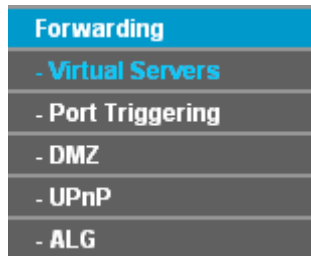 Forwarding
- Virtual Servers
- Port Triggering
- DMZ
- UPnP
- ALG